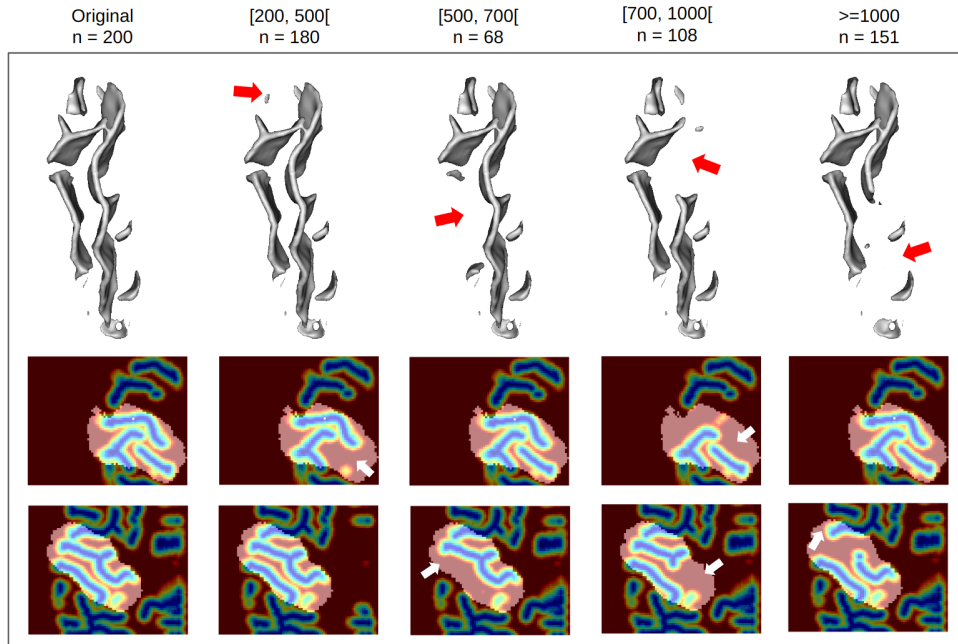 Original
n = 200
[200, 500[
n = 180
[500, 700[
n = 68
[700, 1000[
n = 108
>=1000
n = 151